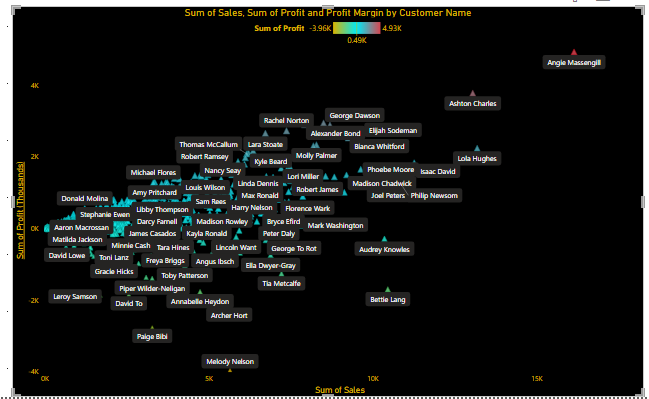 Sum of Sales, Sum of Profit and Profit Margin by Customer Name
Sum of Profit -3.96K 4.93K
0.49K
Angie Massengill
4K
Ashton Charles
George Dawson
Rachel Norton
Alexander Bond Elijah Sodeman
Thomas McCallum Lara Stoate Bianca Whitford
2K
Robert Ramsey Kyle Beard Molly Palmer Lola Hughes
Michael Flores Nancy Seay Lori Miller Phoebe Moore Isaac David
Amy Pritchard Louis Wilson Linda Dennis Robert James Madison Chadwick
Donald Molina Sam Rees Max Ronald Joel Peters Philip Newsom
Stephanie Ewen Libby Thompson Harry Nelson Florence Wark
Aaron Macrossan Darcy Farnell Madison Rowley Bryce Efird Mark Washington
0K
Matilda Jackson James Casados Kayla Ronald Peter Daly
Minnie Cash Tara Hines Lincoln Want George To Rot Audrey Knowles
David Lowe Toni Lanz Freya Briggs Angus Ibsch Ella Dwyer-Gray
Gracie Hicks Toby Patterson Tia Metcalfe
Piper Wilder-Neligan
Leroy Samson David To Annabelle Heydon Bettie Lang
-2K
Archer Hort
Paige Bibi
Melody Nelson
-4K
0K 5K 10K 15K
Sum of Sales
Sum of Profit (Thousands)